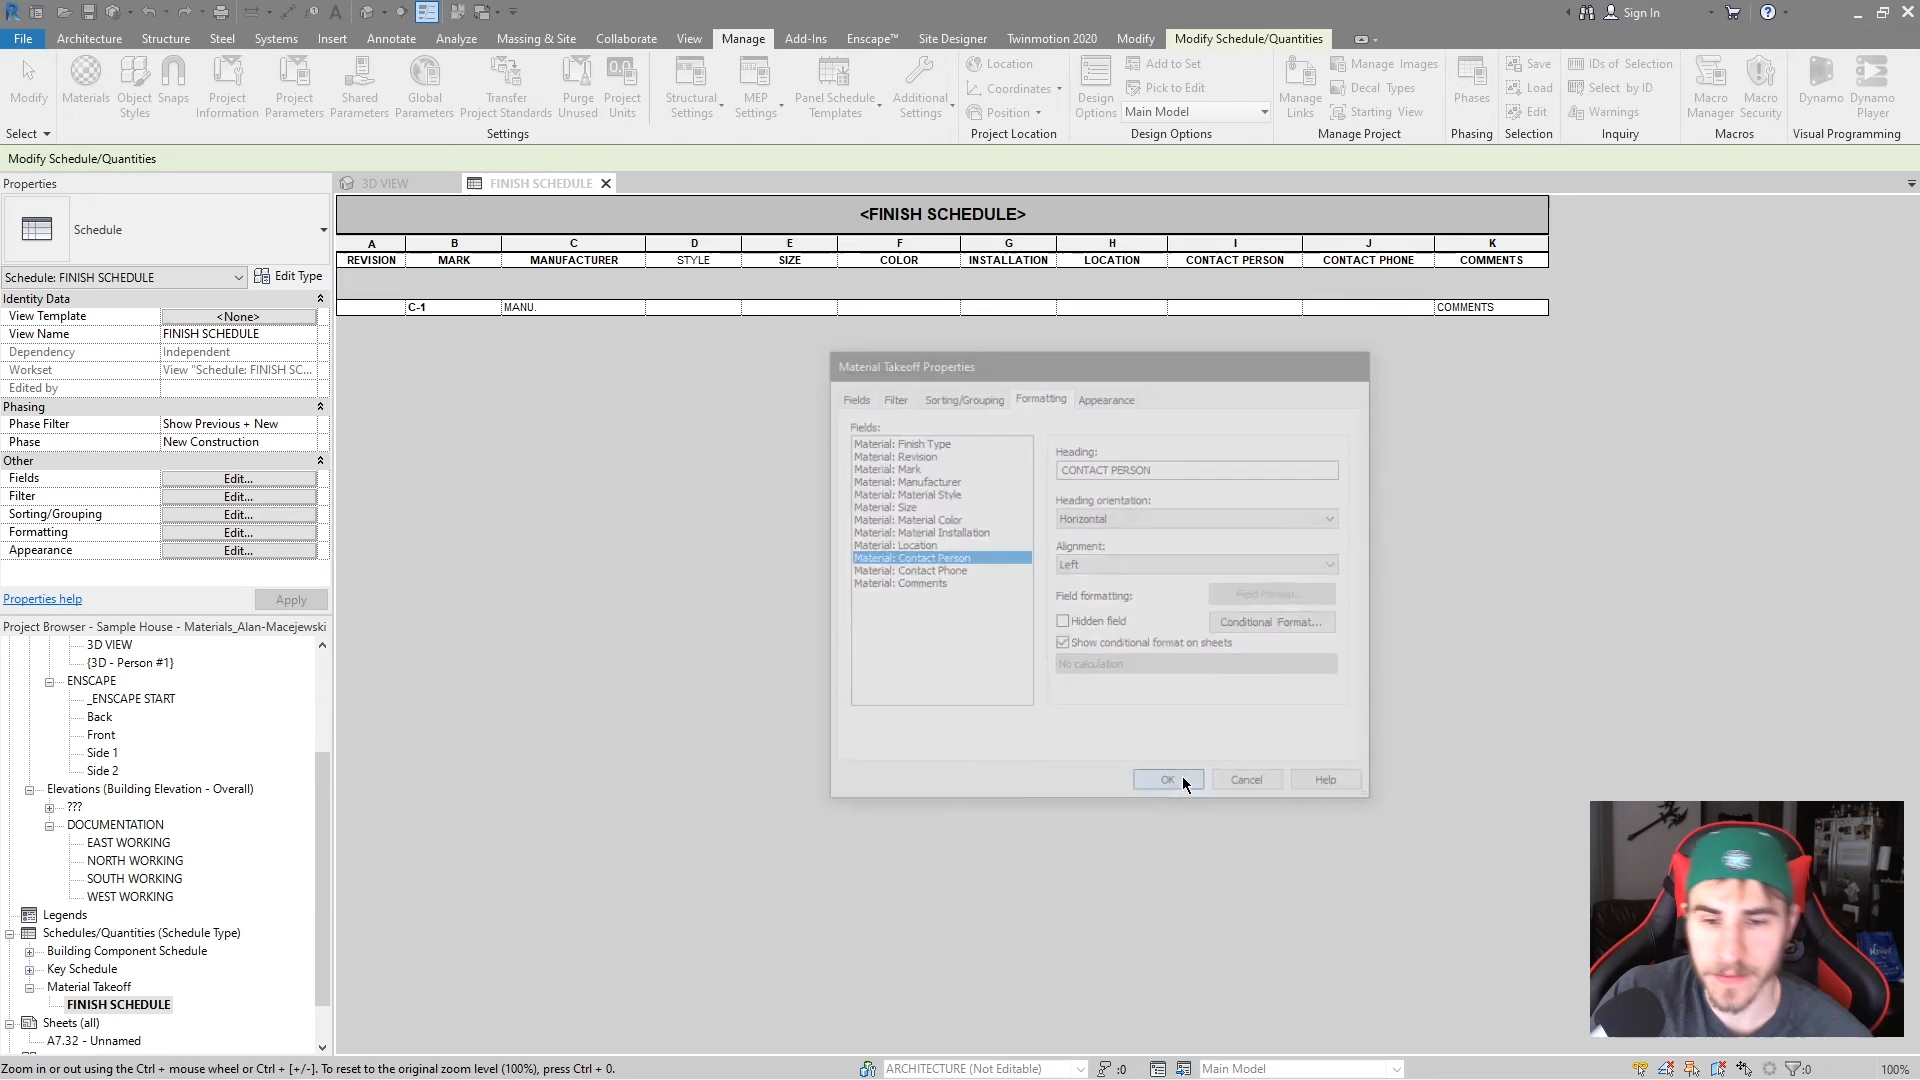 Sign In
File Architecture Structure Steel Systems Insert Annotate Analyze Massing & Site Collaborate View Manage Add-Ins Enscape™ Site Designer Twinmotion 2020 Modify Modify Schedule/Quantities
Modify Materials Object Styles Snaps Project Information Project Parameters Shared Parameters Global Parameters Transfer Project Standards Purge Unused Project Units Structural Settings MEP Settings Panel Schedule Templates Additional Settings
Location
Coordinates
Position
Design Options
Add to Set
Pick to Edit
Main Model
Manage Links
Manage Images
Decal Types
Starting View
Phases
Save
Load
Edit
IDs of Selection
Select by ID
Warnings
Macro Manager Macro Security Dynamo Dynamo Player
Select Settings Project Location Design Options Manage Project Phasing Selection Inquiry Macros Visual Programming
Modify Schedule/Quantities
Properties
3D VIEW FINISH SCHEDULE
Schedule
Schedule: FINISH SCHEDULE Edit Type
Identity Data
View Template <None>
View Name FINISH SCHEDULE
Dependency Independent
Workset View "Schedule: FINISH SC...
Edited by
Phasing
Phase Filter Show Previous + New
Phase New Construction
Other
Fields Edit...
Filter Edit...
Sorting/Grouping Edit...
Formatting Edit...
Appearance Edit...
Properties help Apply
Project Browser - Sample House - Materials_Alan-Macejewski
3D VIEW
{3D - Person #1}
ENSCAPE
_ENSCAPE START
Back
Front
Side 1
Side 2
Elevations (Building Elevation - Overall)
???
DOCUMENTATION
EAST WORKING
NORTH WORKING
SOUTH WORKING
WEST WORKING
Legends
Schedules/Quantities (Schedule Type)
Building Component Schedule
Key Schedule
Material Takeoff
FINISH SCHEDULE
Sheets (all)
A7.32 - Unnamed
<FINISH SCHEDULE>
A B C D E F G H I J K
REVISION MARK MANUFACTURER STYLE SIZE COLOR INSTALLATION LOCATION CONTACT PERSON CONTACT PHONE COMMENTS
C-1 MANU. COMMENTS
Material Takeoff Properties
Fields Filter Sorting/Grouping Formatting Appearance
Fields:
Material: Finish Type
Material: Revision
Material: Mark
Material: Manufacturer
Material: Material Style
Material: Size
Material: Material Color
Material: Material Installation
Material: Location
Material: Contact Person
Material: Contact Phone
Material: Comments
Heading:
CONTACT PERSON
Heading orientation:
Horizontal
Alignment:
Left
Field formatting: Field Format...
Hidden field Conditional Format...
Show conditional format on sheets
No calculation
OK Cancel Help
Zoom in or out using the Ctrl + mouse wheel or Ctrl + [+/-]. To reset to the original zoom level (100%), press Ctrl + 0.
ARCHITECTURE (Not Editable) :0 Main Model :0 100%